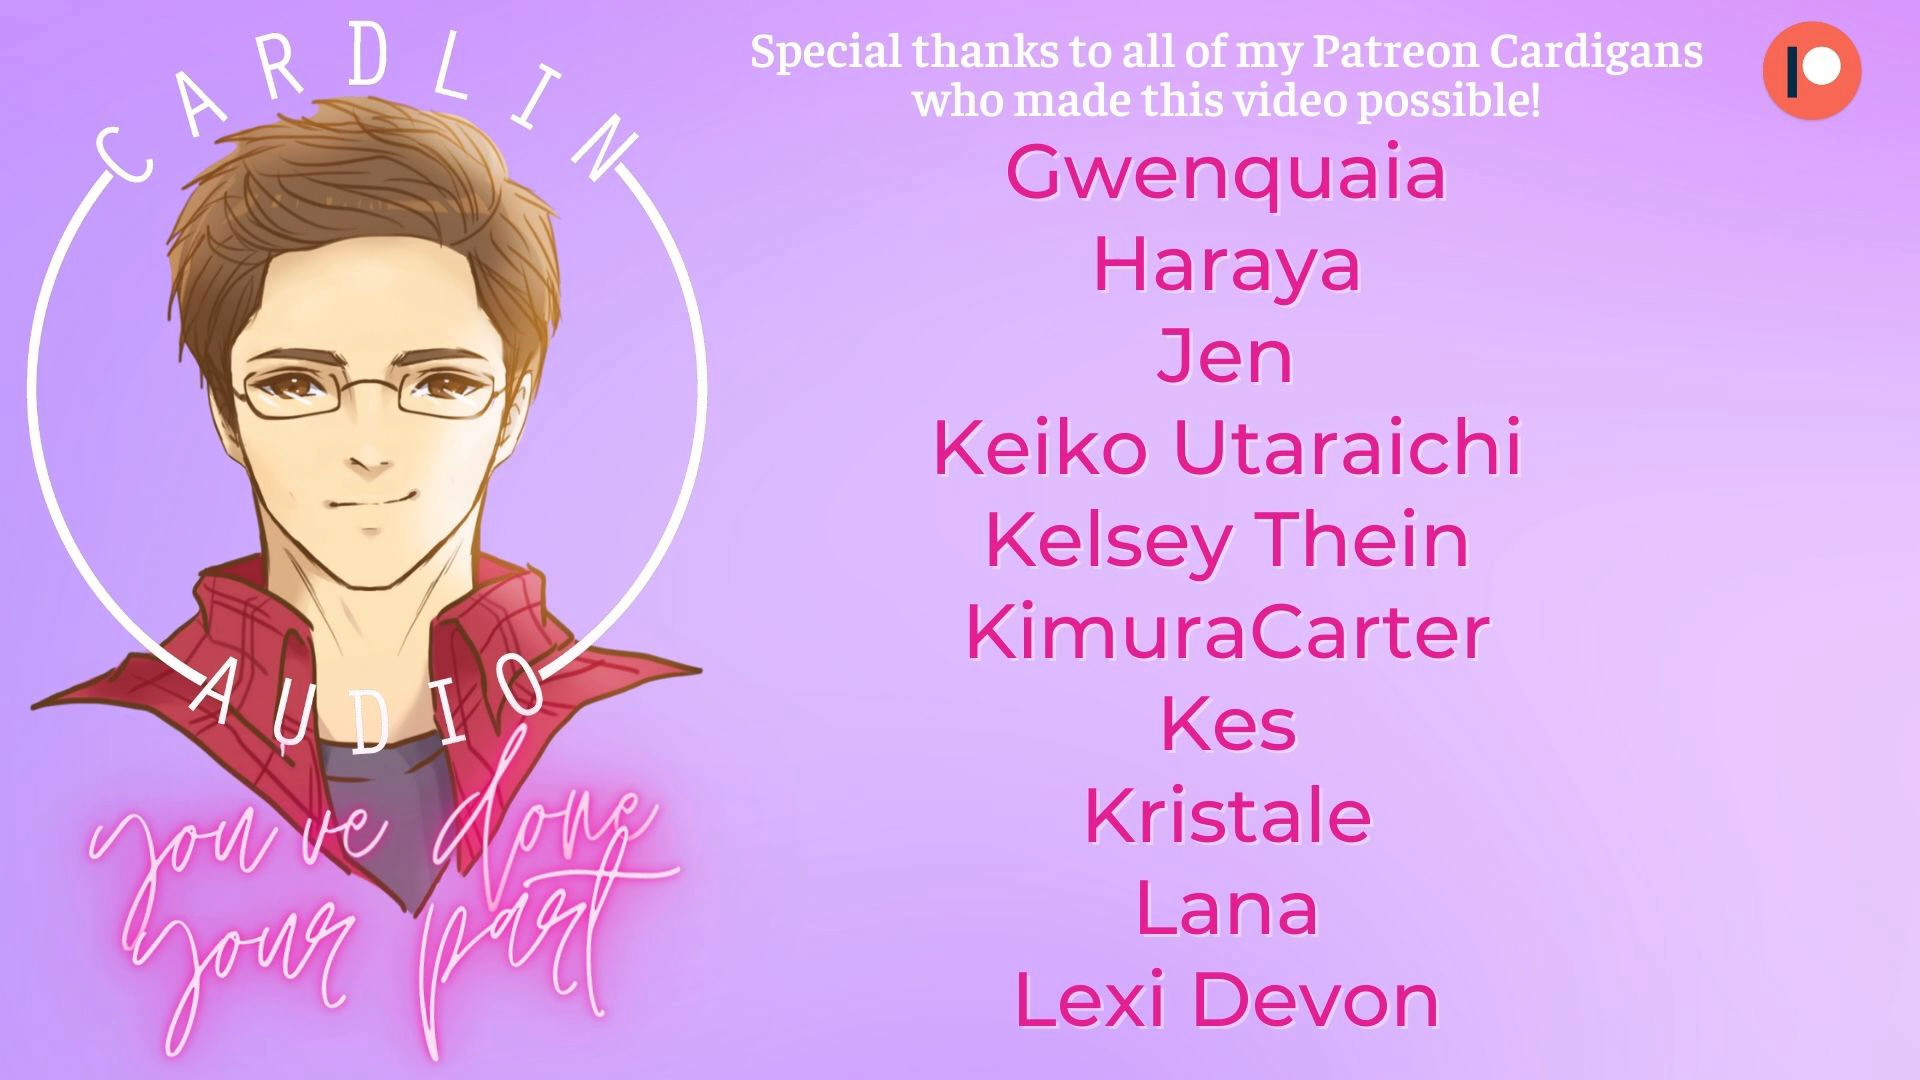 CARDLIN
AUDIO
you've done
your part
Special thanks to all of my Patreon Cardigans
who made this video possible!
Gwenquaia
Haraya
Jen
Keiko Utaraichi
Kelsey Thein
KimuraCarter
Kes
Kristale
Lana
Lexi Devon